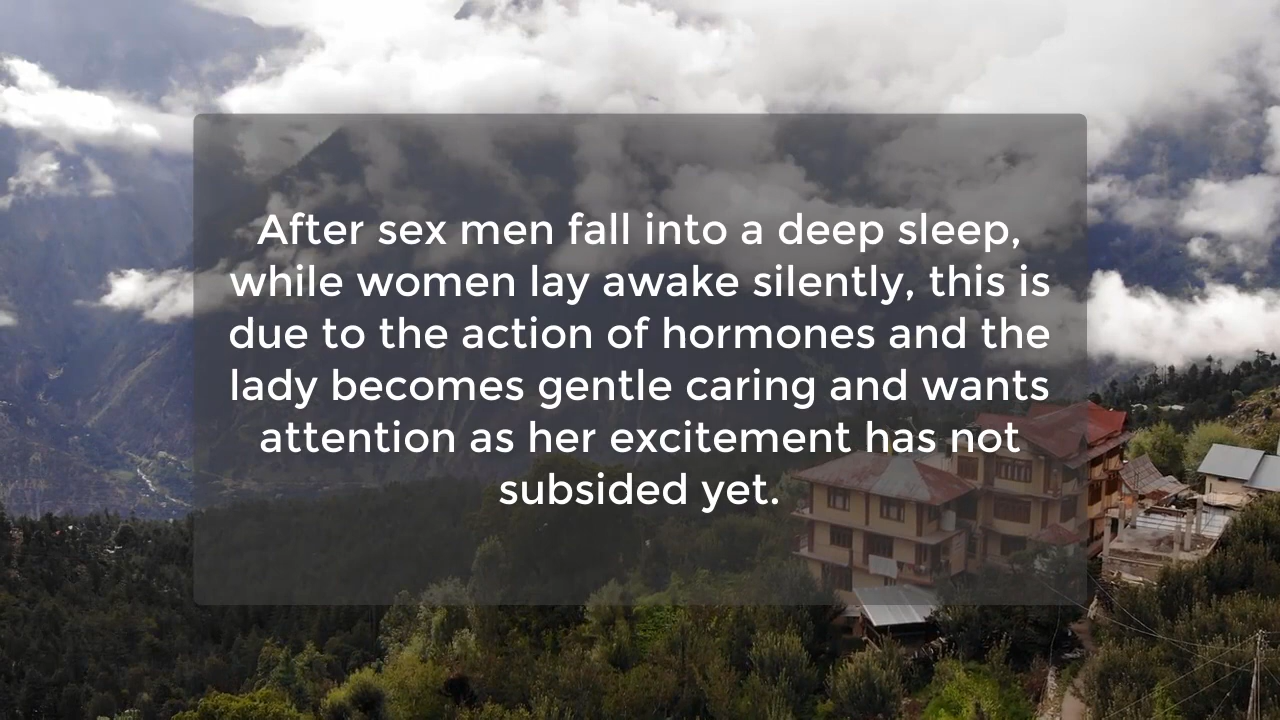 After sex men fall into a deep sleep,
while women lay awake silently, this is
due to the action of hormones and the
lady becomes gentle caring and wants
attention as her excitement has not
subsided yet.